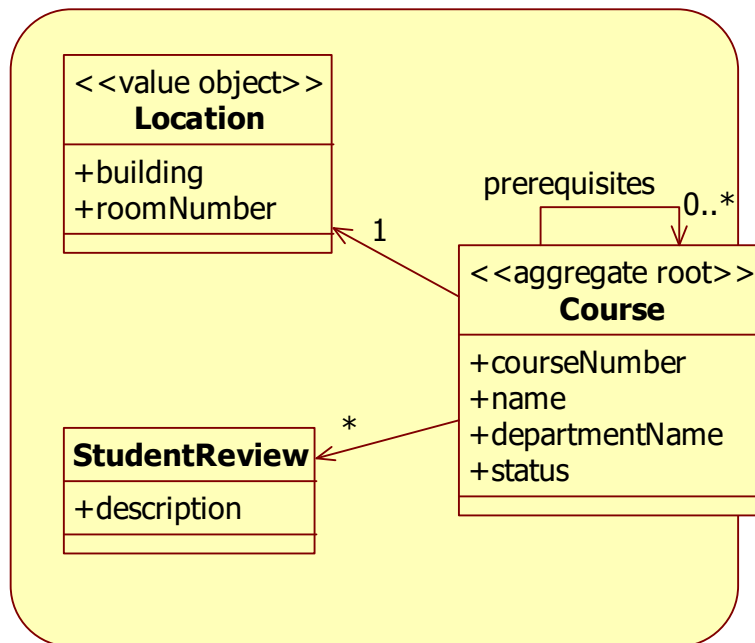 <<value object>>
Location
+building
+roomNumber
1
prerequisites
0..*
<<aggregate root>>
Course
+courseNumber
+name
+departmentName
+status
*
StudentReview
+description